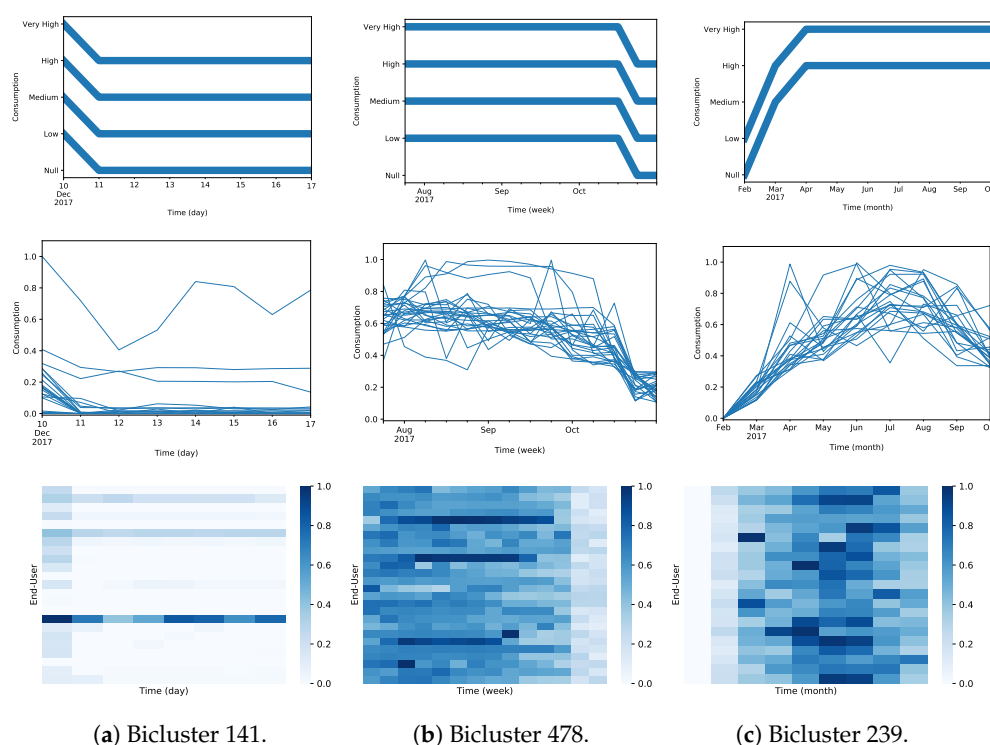 Very High
High
Medium
Low
Null
Consumption
10 11 12 13 14 15 16 17
Dec
2017
Time (day)
Very High
High
Medium
Low
Null
Consumption
Aug Sep Oct
2017
Time (week)
Very High
High
Medium
Low
Null
Consumption
Feb Mar Apr May Jun Jul Aug Sep O
2017
Time (month)
1.0
0.8
0.6
0.4
0.2
0.0
Consumption
10 11 12 13 14 15 16 17
Dec
2017
Time (day)
1.0
0.8
0.6
0.4
0.2
0.0
Consumption
Aug Sep Oct
2017
Time (week)
1.0
0.8
0.6
0.4
0.2
0.0
Consumption
Feb Mar Apr May Jun Jul Aug Sep O
2017
Time (month)
End-User
Time (day)
1.0
0.8
0.6
0.4
0.2
0.0
End-User
Time (week)
1.0
0.8
0.6
0.4
0.2
0.0
End-User
Time (month)
1.0
0.8
0.6
0.4
0.2
0.0
(a) Bicluster 141.
(b) Bicluster 478.
(c) Bicluster 239.